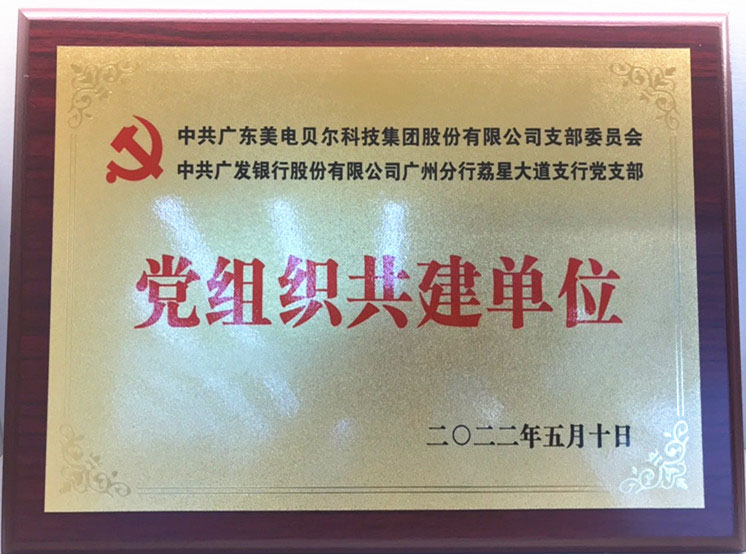 中共广东美电贝尔科技集团股份有限公司支部委员会
中共广发银行股份有限公司广州分行荔星大道支行党支部
党组织共建单位
二〇二二年五月十日